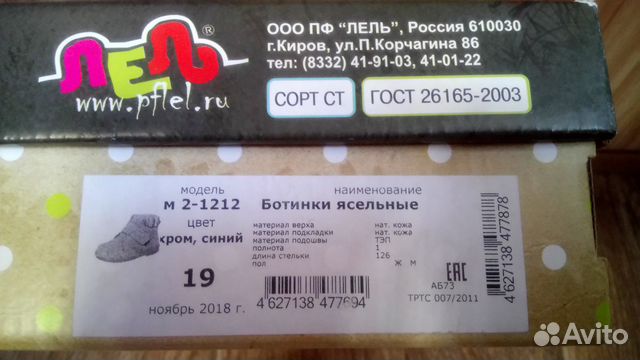 ЛЕЛЬ ®
www.pflel.ru
ООО ПФ "ЛЕЛЬ", Россия 610030
г.Киров, ул.П.Корчагина 86
тел: (8332) 41-91-03, 41-01-22
СОРТ СТ
ГОСТ 26165-2003
модель
м 2-1212
цвет
хром, синий
19
ноябрь 2018 г.
наименование
Ботинки ясельные
материал верха нат. кожа
материал подкладки нат. кожа
материал подошвы ТЭП
полнота 1
длина стельки 126
пол Ж М
4 627138 477694
ЕАС
АБ73
ТРТС 007/2011
4 627138 477878
Avito